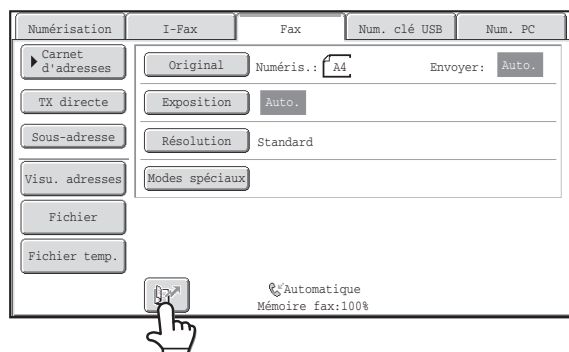 Numérisation
I-Fax
Fax
Num. clé USB
Num. PC
Carnet
d'adresses
Original
Numéris.:
A4
Envoyer:
Auto.
TX directe
Exposition
Auto.
Sous-adresse
Résolution
Standard
Visu. adresses
Modes spéciaux
Fichier
Fichier temp.
Automatique
Mémoire fax:100%